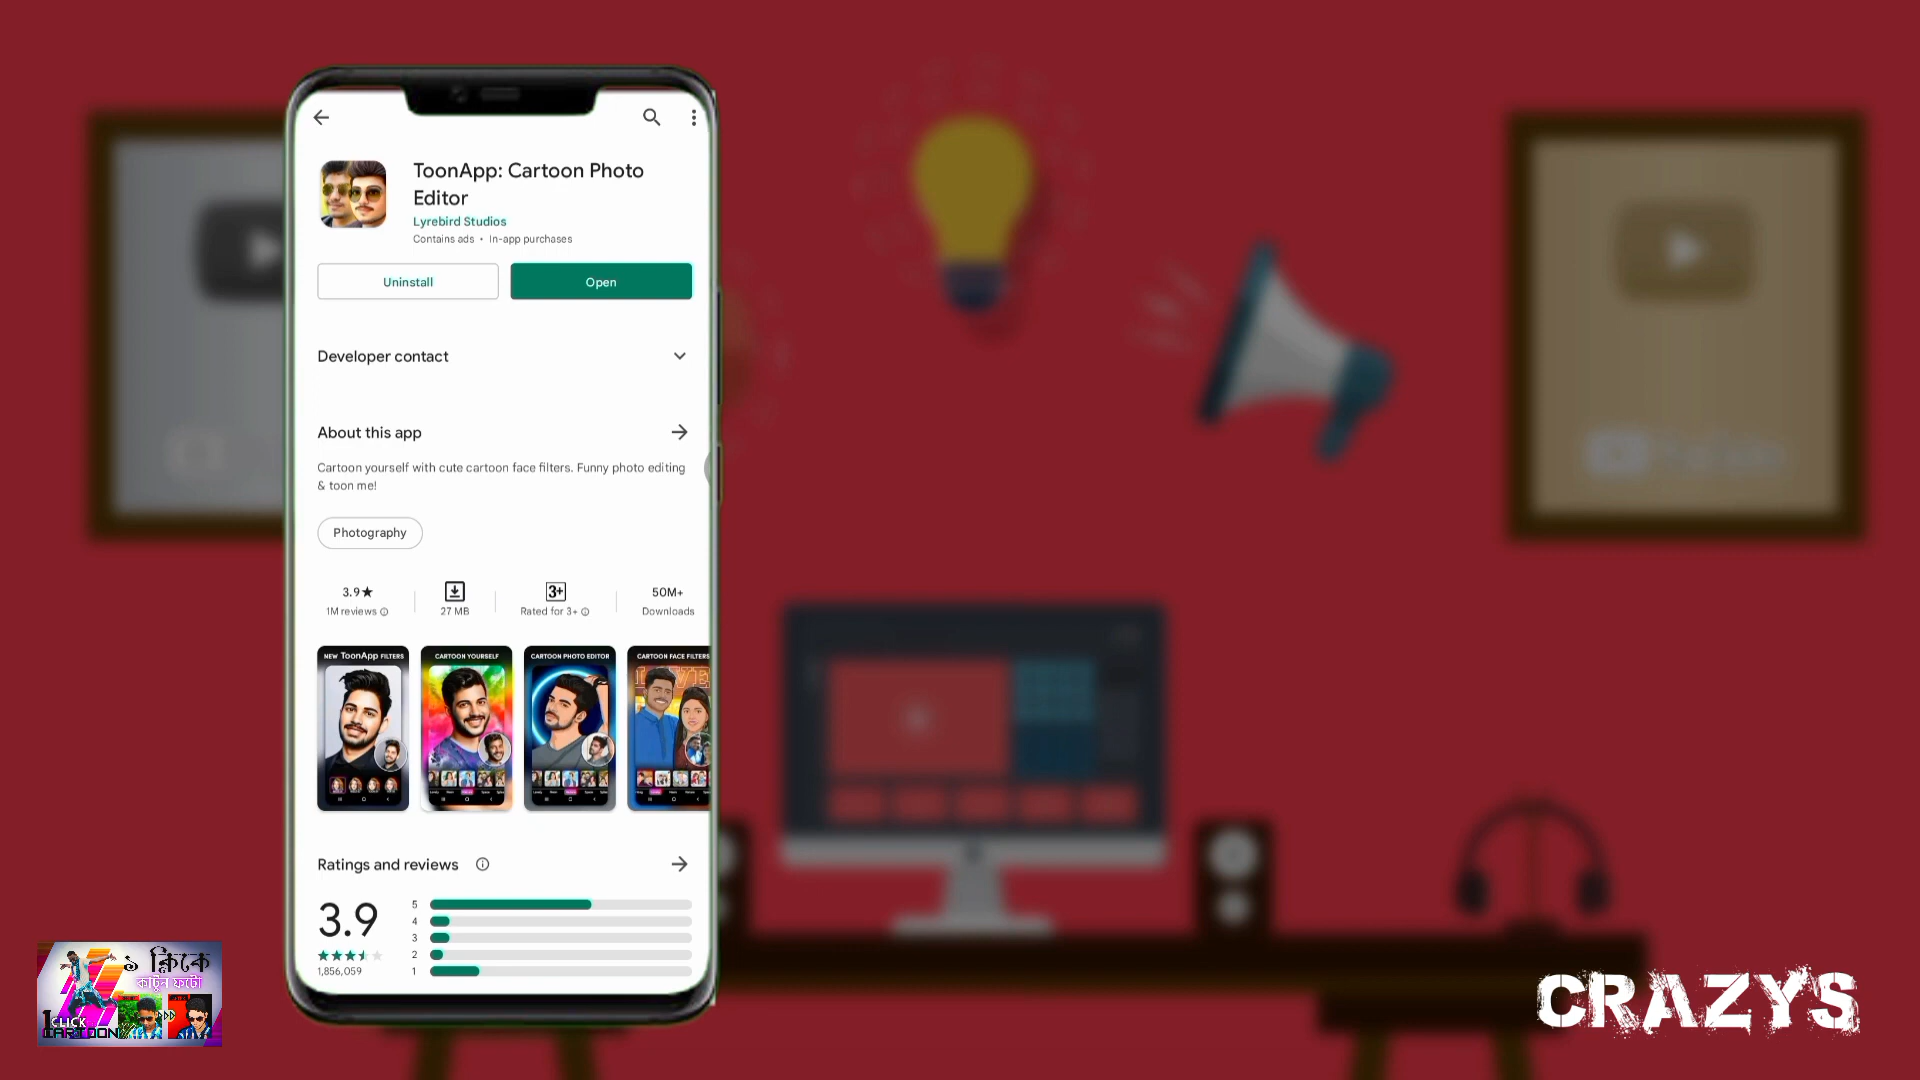 ToonApp: Cartoon Photo
Editor
Lyrebird Studios
Contains ads • In-app purchases
Uninstall
Open
Developer contact
About this app
Cartoon yourself with cute cartoon face filters. Funny photo editing
& toon me!
Photography
3.9★
1M reviews
27 MB
3+
Rated for 3+
50M+
Downloads
NEW ToonApp FILTERS
CARTOON YOURSELF
CARTOON PHOTO EDITOR
CARTOON FACE FILTERS
LOVE
Ratings and reviews
3.9
5
4
3
2
1
1,856,059
১ ক্লিকে
কার্টুন ফটো
1 CLICK
CARTOON
CRAZYS